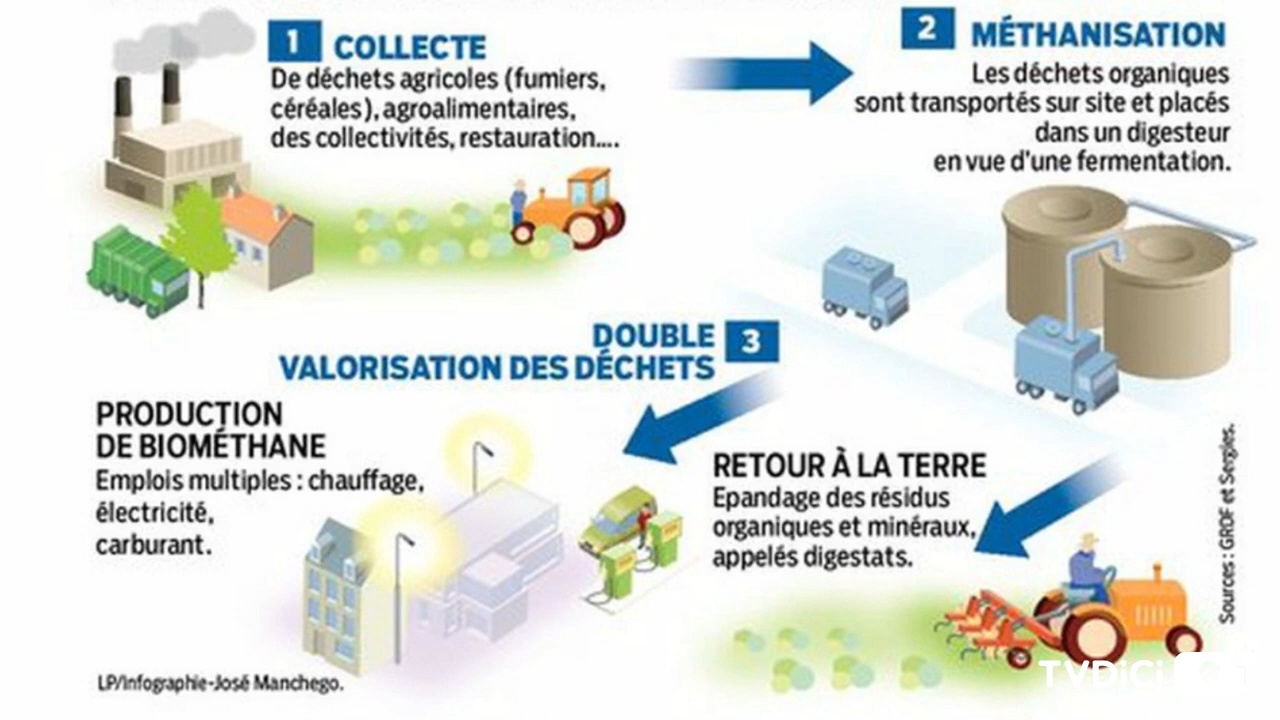 1 COLLECTE
De déchets agricoles (fumiers,
céréales), agroalimentaires,
des collectivités, restauration....
2 MÉTHANISATION
Les déchets organiques
sont transportés sur site et placés
dans un digesteur
en vue d'une fermentation.
DOUBLE 3
VALORISATION DES DÉCHETS
PRODUCTION
DE BIOMÉTHANE
Emplois multiples : chauffage,
électricité,
carburant.
RETOUR À LA TERRE
Epandage des résidus
organiques et minéraux,
appelés digestats.
Sources : GRDF et Sergies.
LP/Infographie-José Manchego.
TVDiCi